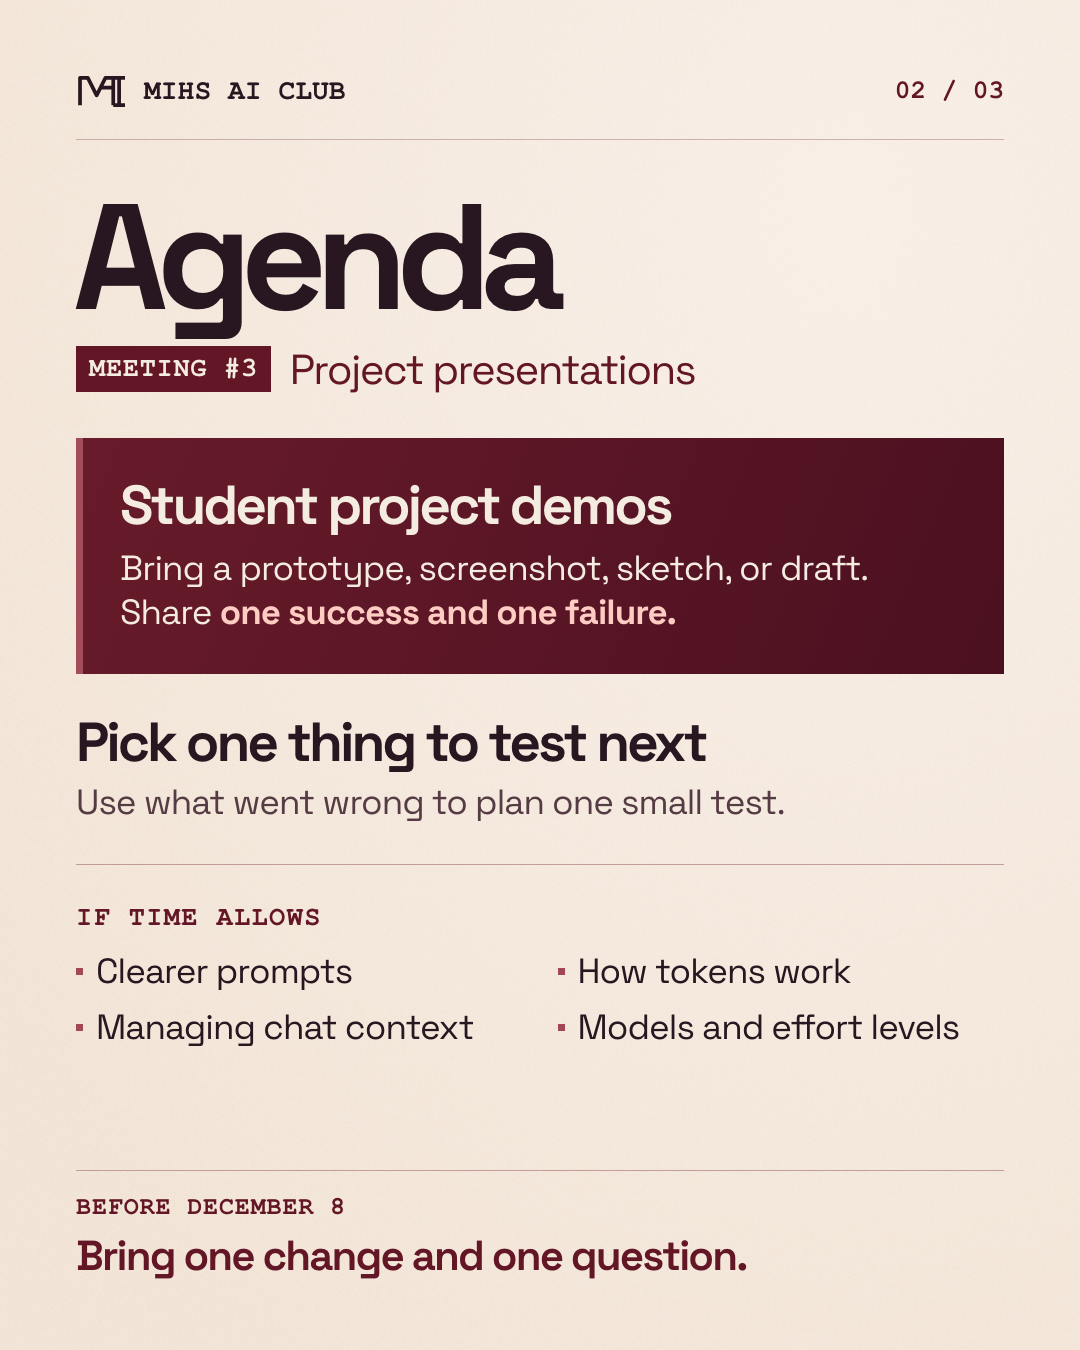 MIHS AI CLUB
02 / 03
Agenda
MEETING #3 Project presentations
Student project demos
Bring a prototype, screenshot, sketch, or draft.
Share one success and one failure.
Pick one thing to test next
Use what went wrong to plan one small test.
IF TIME ALLOWS
Clearer prompts
How tokens work
Managing chat context
Models and effort levels
BEFORE DECEMBER 8
Bring one change and one question.